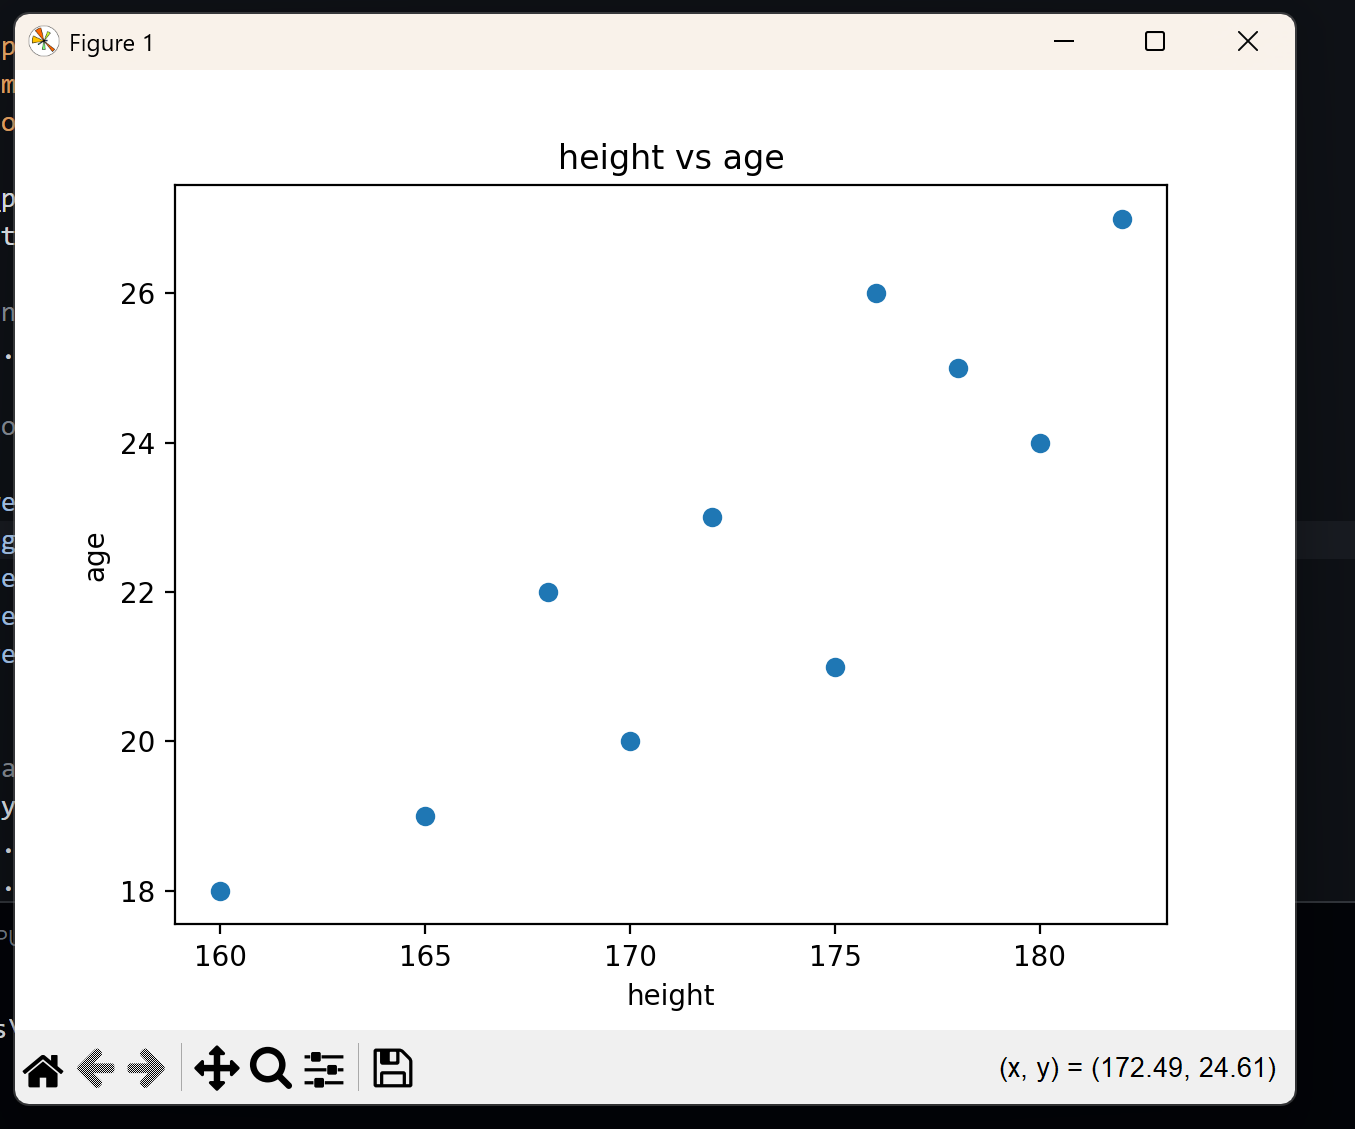 Figure 1
height vs age
26
24
22
20
18
age
160 165 170 175 180
height
(x, y) = (172.49, 24.61)